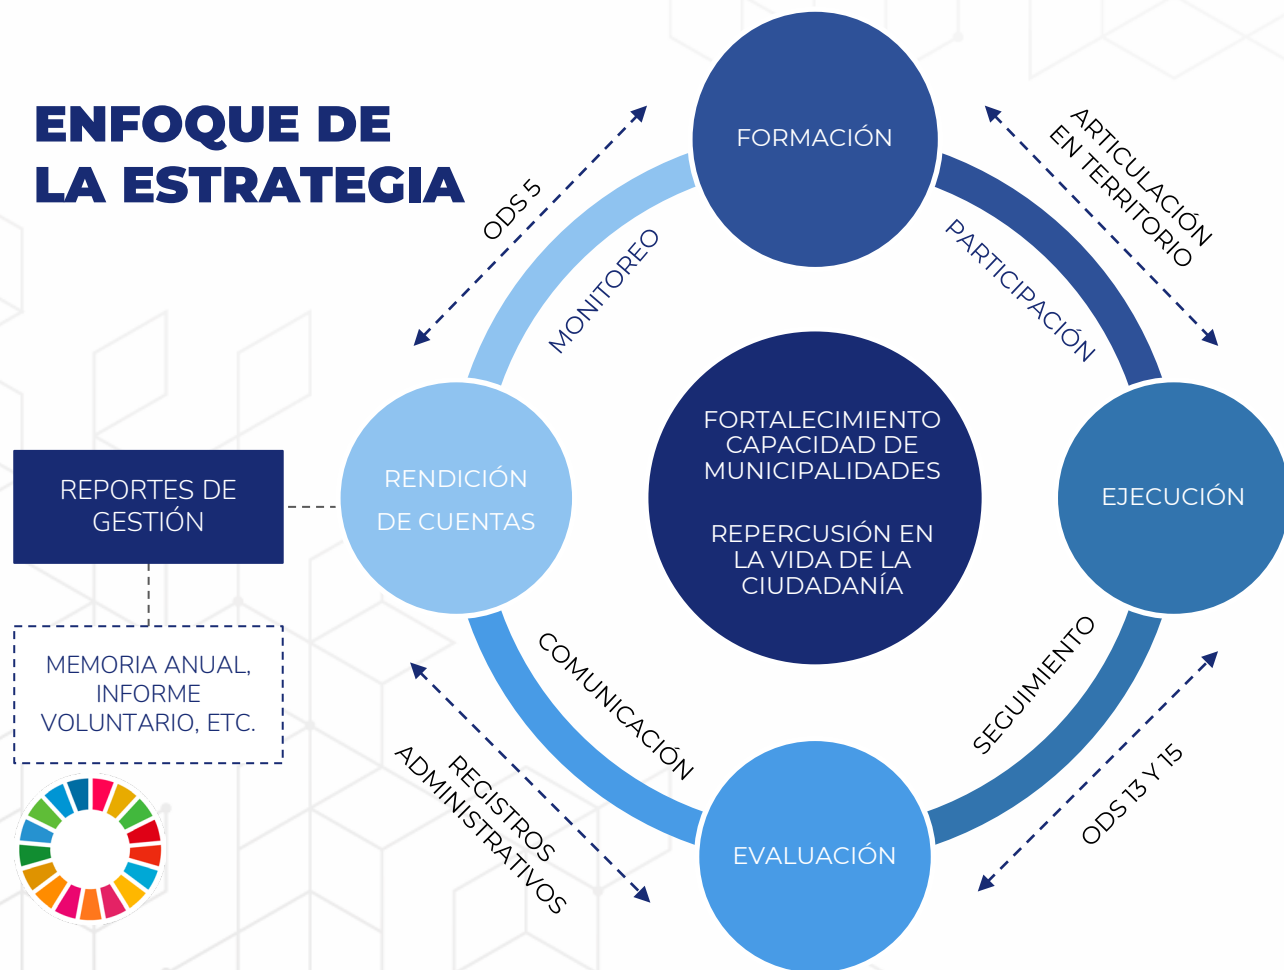 ENFOQUE DE
LA ESTRATEGIA
FORMACIÓN
ODS 5
MONITOREO
ARTICULACIÓN
EN TERRITORIO
PARTICIPACIÓN
FORTALECIMIENTO
CAPACIDAD DE
MUNICIPALIDADES
REPERCUSIÓN EN
LA VIDA DE LA
CIUDADANÍA
RENDICIÓN
DE CUENTAS
EJECUCIÓN
REPORTES DE
GESTIÓN
MEMORIA ANUAL,
INFORME
VOLUNTARIO, ETC.
COMUNICACIÓN
REGISTROS
ADMINISTRATIVOS
SEGUIMIENTO
ODS 13 Y 15
EVALUACIÓN